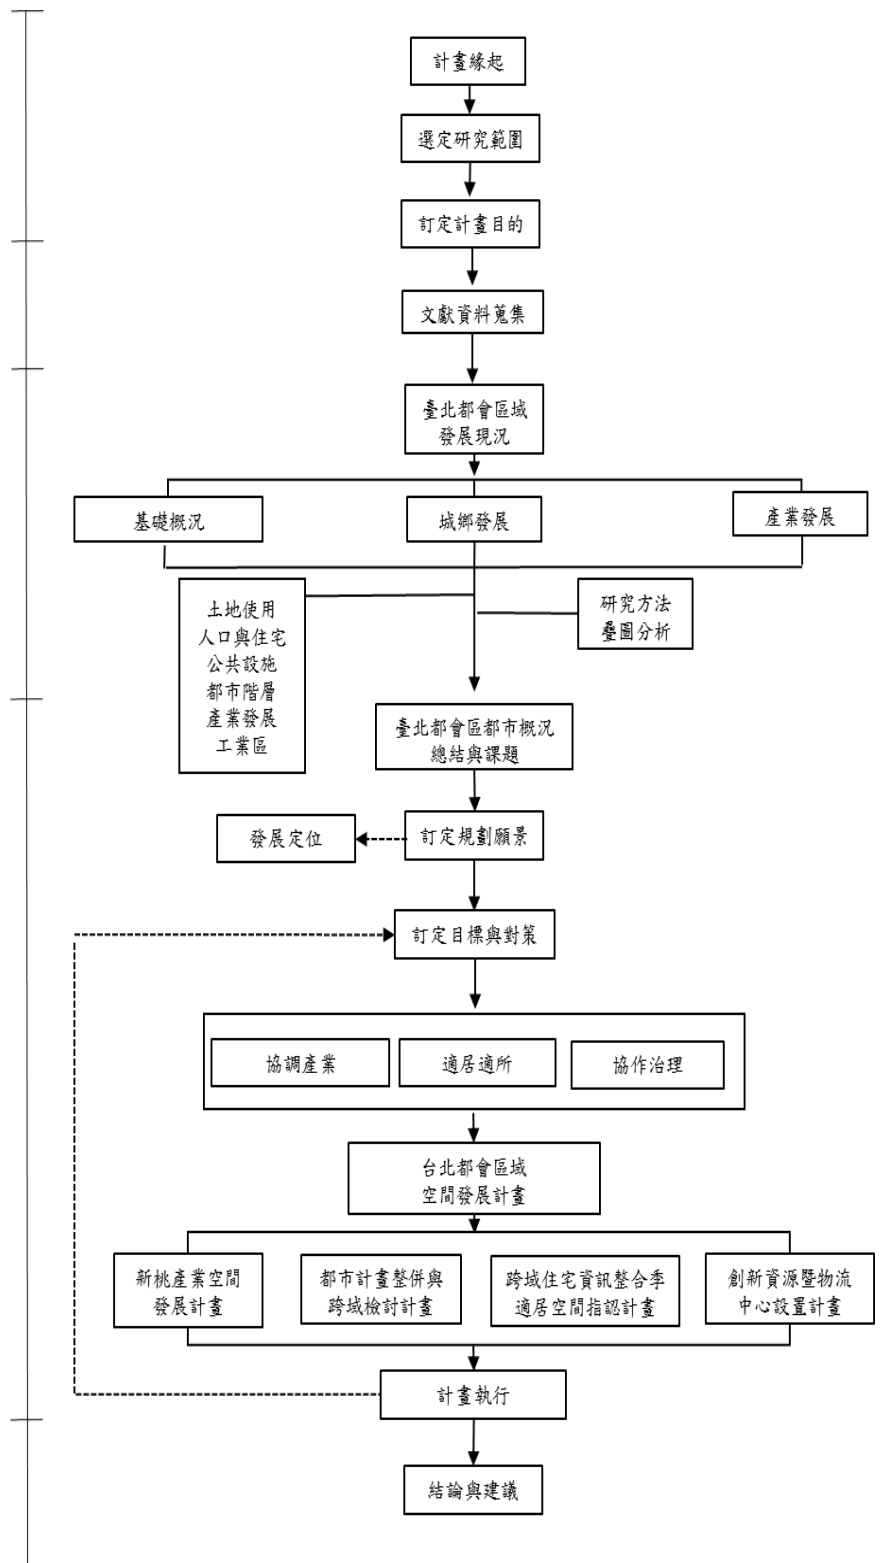 計畫緣起
選定研究範圍
訂定計畫目的
文獻資料蒐集
臺北都會區域
發展現況
基礎概況
城鄉發展
產業發展
土地使用
人口與住宅
公共設施
都市階層
產業發展
工業區
研究方法
疊圖分析
臺北都會區都市概況
總結與課題
發展定位
訂定規劃願景
訂定目標與對策
協調產業
適居適所
協作治理
台北都會區域
空間發展計畫
新桃產業空間
發展計畫
都市計畫整併與
跨域檢討計畫
跨域住宅資訊整合季
適居空間指認計畫
創新資源暨物流
中心設置計畫
計畫執行
結論與建議